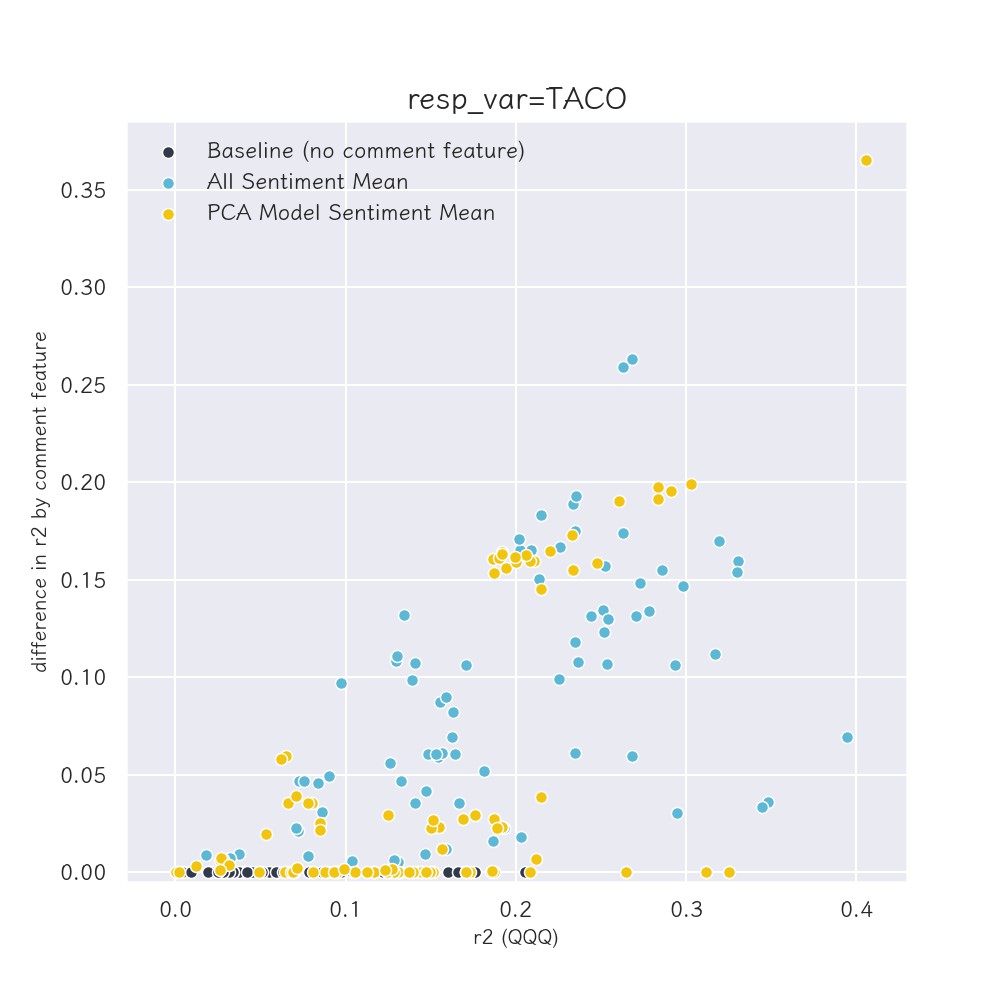 resp_var=TACO
Baseline (no comment feature)
All Sentiment Mean
PCA Model Sentiment Mean
difference in r2 by comment feature
0.35
0.30
0.25
0.20
0.15
0.10
0.05
0.00
0.0 0.1 0.2 0.3 0.4
r2 (QQQ)